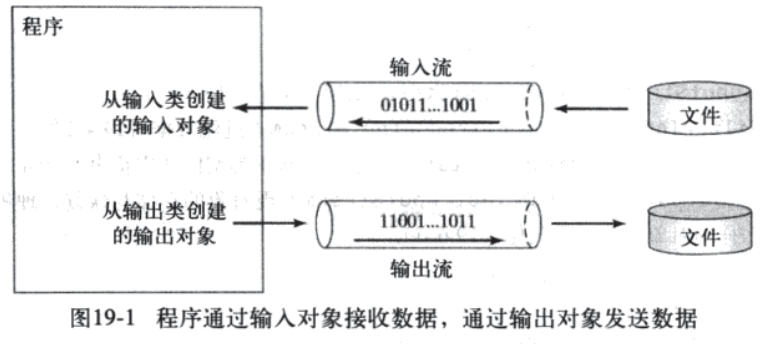 程序
输入流
从输入类创建
的输入对象
01011...1001
文件
从输出类创建
的输出对象
11001...1011
文件
输出流
图19-1 程序通过输入对象接收数据，通过输出对象发送数据